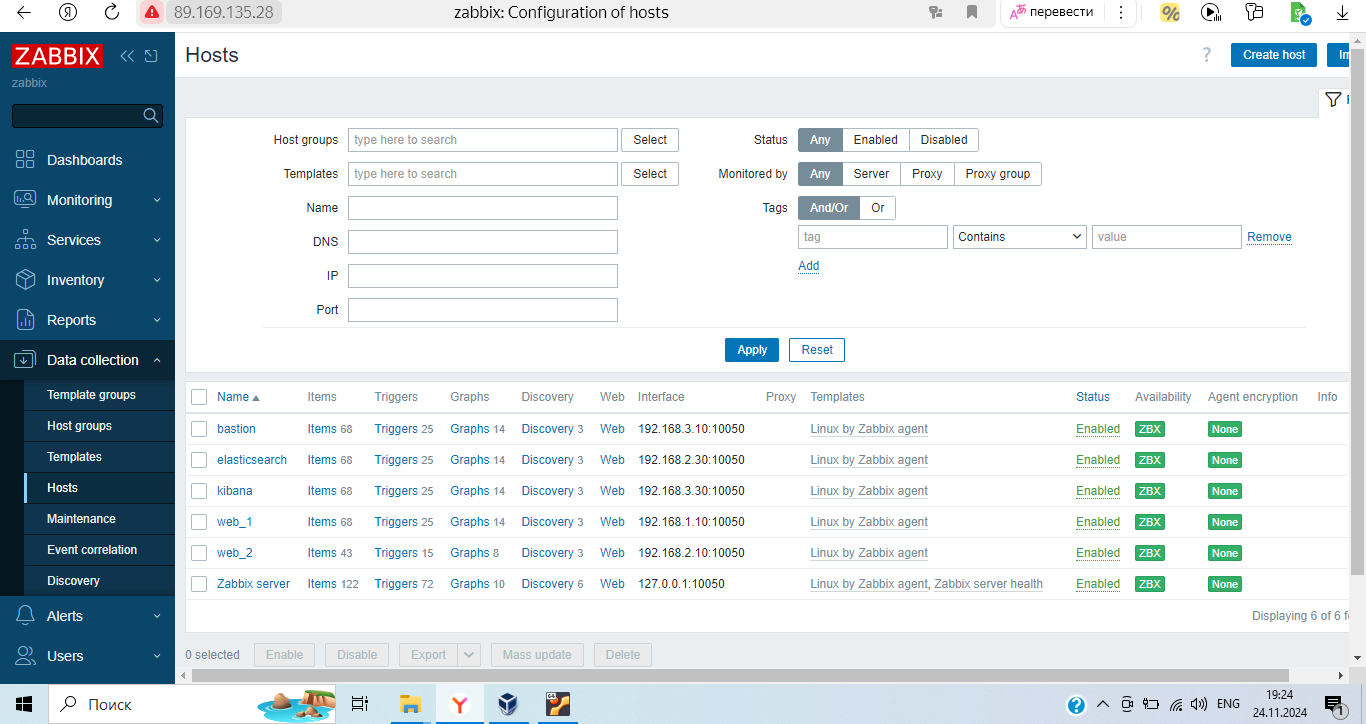 89.169.135.28 zabbix: Configuration of hosts перевести
ZABBIX
zabbix
Hosts ? Create host
Dashboards
Monitoring
Services
Inventory
Reports
Data collection
Template groups
Host groups
Templates
Hosts
Maintenance
Event correlation
Discovery
Alerts
Users
Host groups type here to search Select
Templates type here to search Select
Name
DNS
IP
Port
Status Any Enabled Disabled
Monitored by Any Server Proxy Proxy group
Tags And/Or Or
tag Contains value Remove
Add
Apply Reset
Name Items Triggers Graphs Discovery Web Interface Proxy Templates Status Availability Agent encryption Info
bastion Items 68 Triggers 25 Graphs 14 Discovery 3 Web 192.168.3.10:10050 Linux by Zabbix agent Enabled ZBX None
elasticsearch Items 68 Triggers 25 Graphs 14 Discovery 3 Web 192.168.2.30:10050 Linux by Zabbix agent Enabled ZBX None
kibana Items 68 Triggers 25 Graphs 14 Discovery 3 Web 192.168.3.30:10050 Linux by Zabbix agent Enabled ZBX None
web_1 Items 68 Triggers 25 Graphs 14 Discovery 3 Web 192.168.1.10:10050 Linux by Zabbix agent Enabled ZBX None
web_2 Items 43 Triggers 15 Graphs 8 Discovery 3 Web 192.168.2.10:10050 Linux by Zabbix agent Enabled ZBX None
Zabbix server Items 122 Triggers 72 Graphs 10 Discovery 6 Web 127.0.0.1:10050 Linux by Zabbix agent, Zabbix server health Enabled ZBX None
Displaying 6 of 6
0 selected Enable Disable Export Mass update Delete
Поиск ENG 19:24
24.11.2024 1